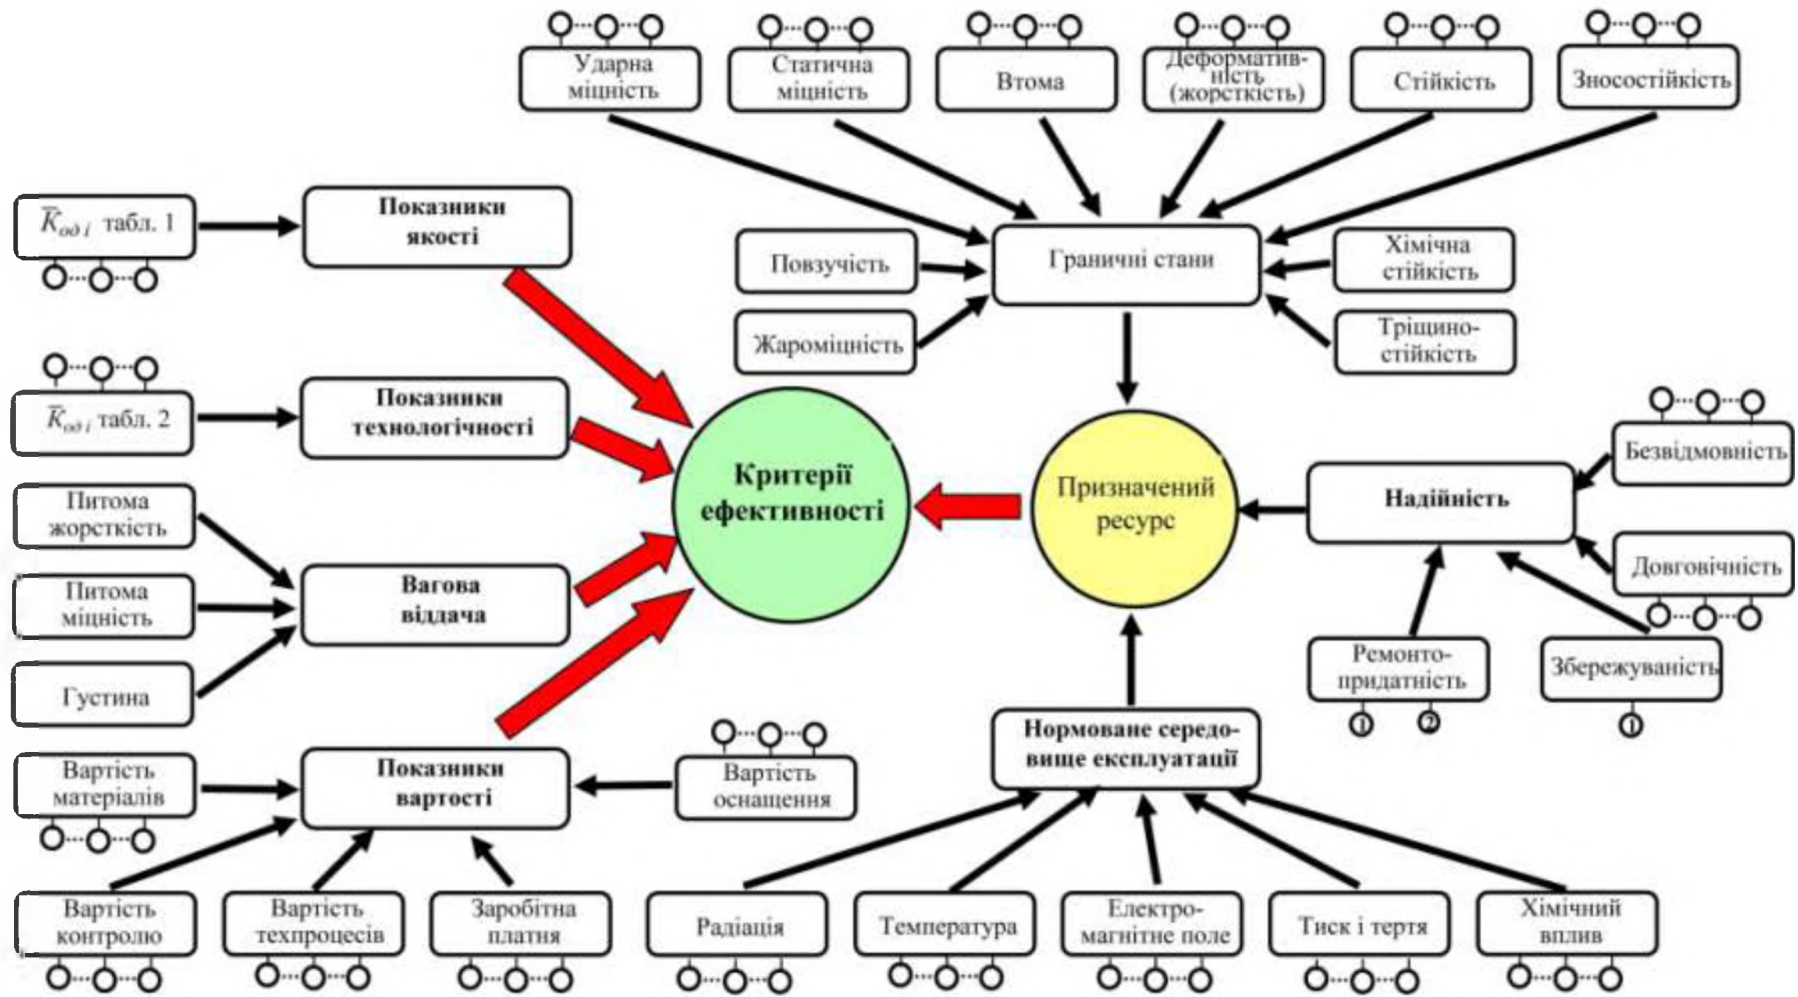 Ударна
міцність
Статична
міцність
Втома
Деформатив-
ність
(жорсткість)
Стійкість
Зносостійкість
K̅од i табл. 1
Показники
якості
Повзучість
Граничні стани
Хімічна
стійкість
Жароміцність
Тріщино-
стійкість
K̅од i табл. 2
Показники
технологічності
Критерії
ефективності
Призначений
ресурс
Надійність
Безвідмовність
Довговічність
Питома
жорсткість
Питома
міцність
Густина
Вагова
віддача
Ремонто-
придатність
1
2
Збережуваність
1
Вартість
матеріалів
Показники
вартості
Вартість
оснащення
Нормоване середо-
вище експлуатації
Вартість
контролю
Вартість
техпроцесів
Заробітна
платня
Радіація
Температура
Електро-
магнітне поле
Тиск і тертя
Хімічний
вплив